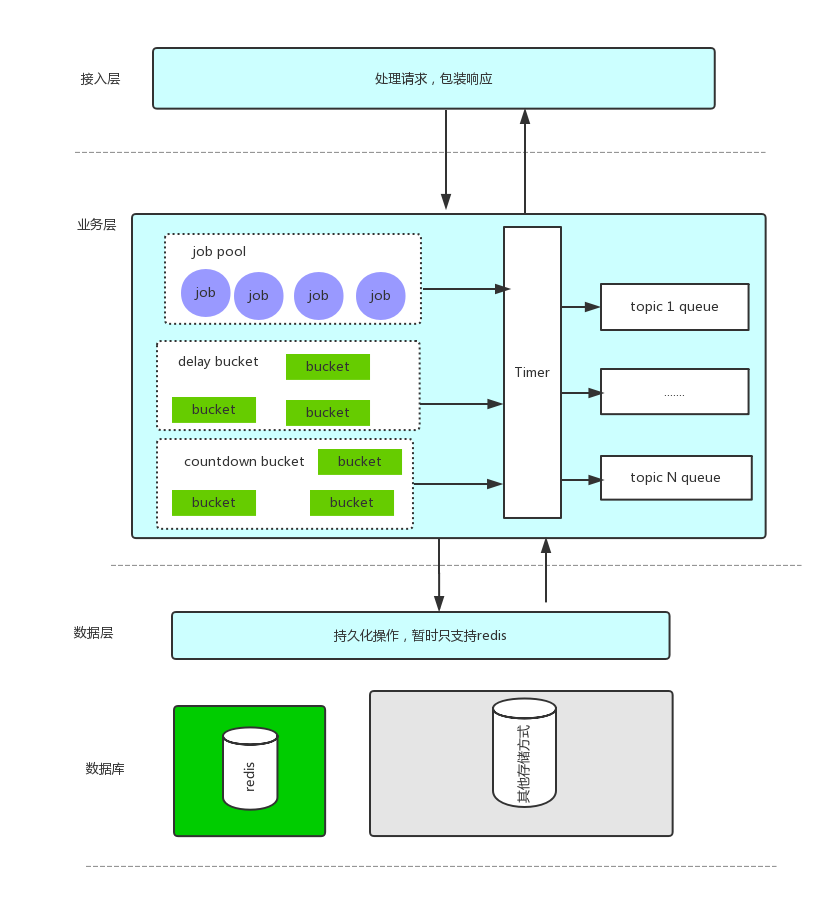 接入层
处理请求，包装响应
业务层
job pool
job
job
job
job
delay bucket
bucket
bucket
bucket
countdown bucket
bucket
bucket
bucket
Timer
topic 1 queue
.......
topic N queue
数据层
持久化操作，暂时只支持redis
数据库
redis
其他存储方式